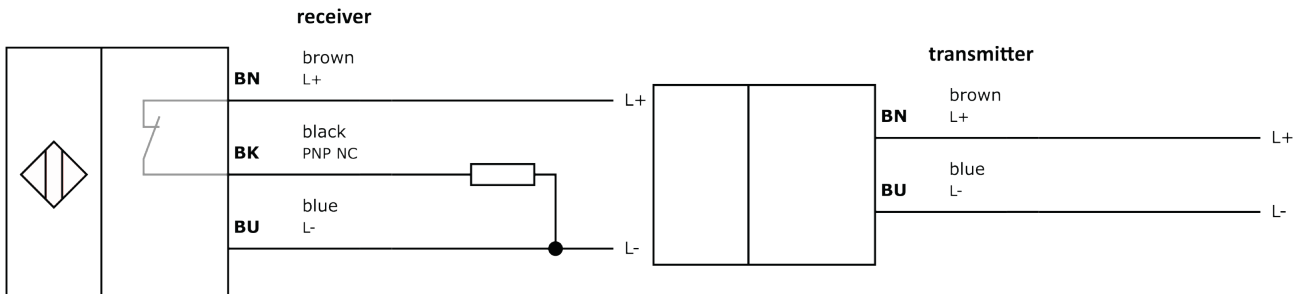 receiver
brown
BN L+
L+
black
BK PNP NC
blue
BU L-
L-
transmitter
brown
BN L+
L+
blue
BU L-
L-